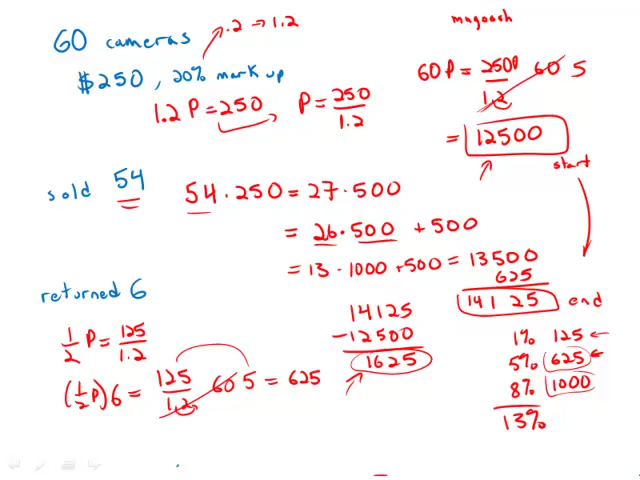 magoosh
60 cameras
.2 → 1.2
$250, 20% mark up
1.2 P = 250
P = 250/1.2
60P = 2500/12 60 5
= 12500
start
sold 54
54 · 250 = 27 · 500
= 26 · 500 + 500
= 13 · 1000 + 500 = 13500
625
14125 end
returned 6
1/2 P = 125/1.2
(1/2 P) 6 = 125/1.2 60 5 = 625
14125
- 12500
1625
1% 125 ←
5% 625 ←
8% 1000
13%